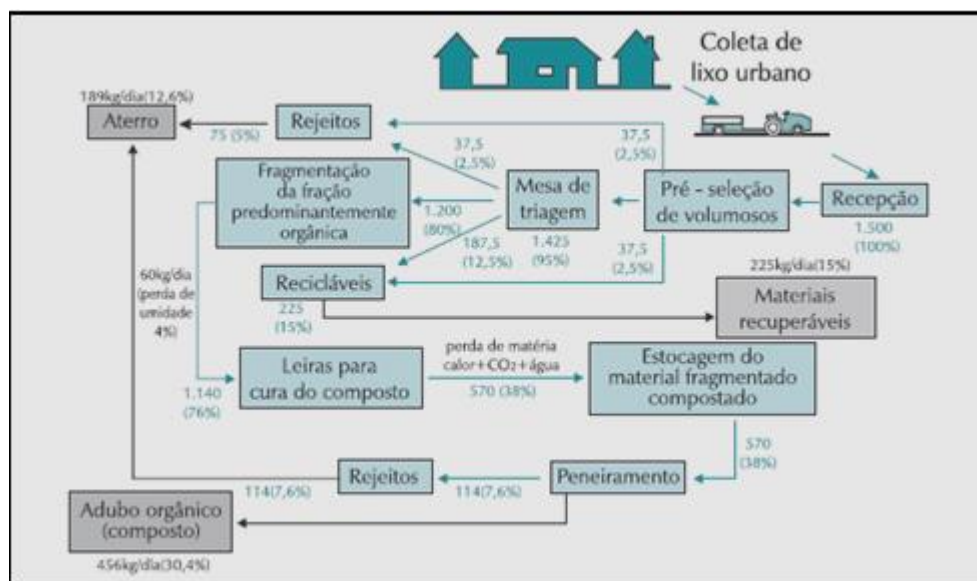 Coleta de
lixo urbano
189kg/dia(12,6%)
Aterro
75 (5%)
Rejeitos
37,5
(2,5%)
37,5
(2,5%)
Fragmentação
da fração
predominantemente
orgânica
1.200
(80%)
Mesa de
triagem
1.425
(95%)
Pré - seleção
de volumosos
Recepção
1.500
(100%)
187,5
(12,5%)
37,5
(2,5%)
60kg/dia
(perda de
umidade
4%)
Recicláveis
225
(15%)
225kg/dia(15%)
Materiais
recuperáveis
1.140
(76%)
Leiras para
cura do composto
perda de matéria
calor+CO2+água
570 (38%)
Estocagem do
material fragmentado
compostado
570
(38%)
114(7,6%)
Rejeitos
114(7,6%)
Peneiramento
Adubo orgânico
(composto)
456kg/dia(30,4%)